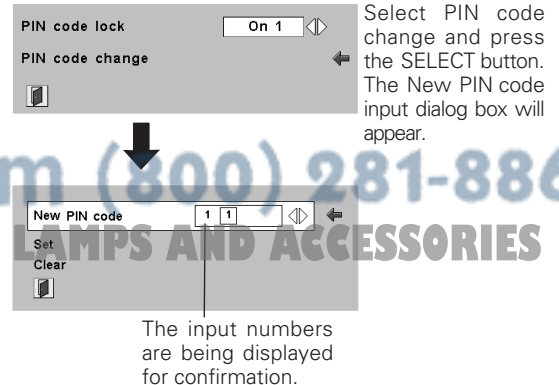 PIN code lock On 1
PIN code change
Select PIN code
change and press
the SELECT button.
The New PIN code
input dialog box will
appear.
m (800) 281-886
New PIN code 1 1
Set
Clear
LAMPS AND ACCESSORIES
The input numbers
are being displayed
for confirmation.